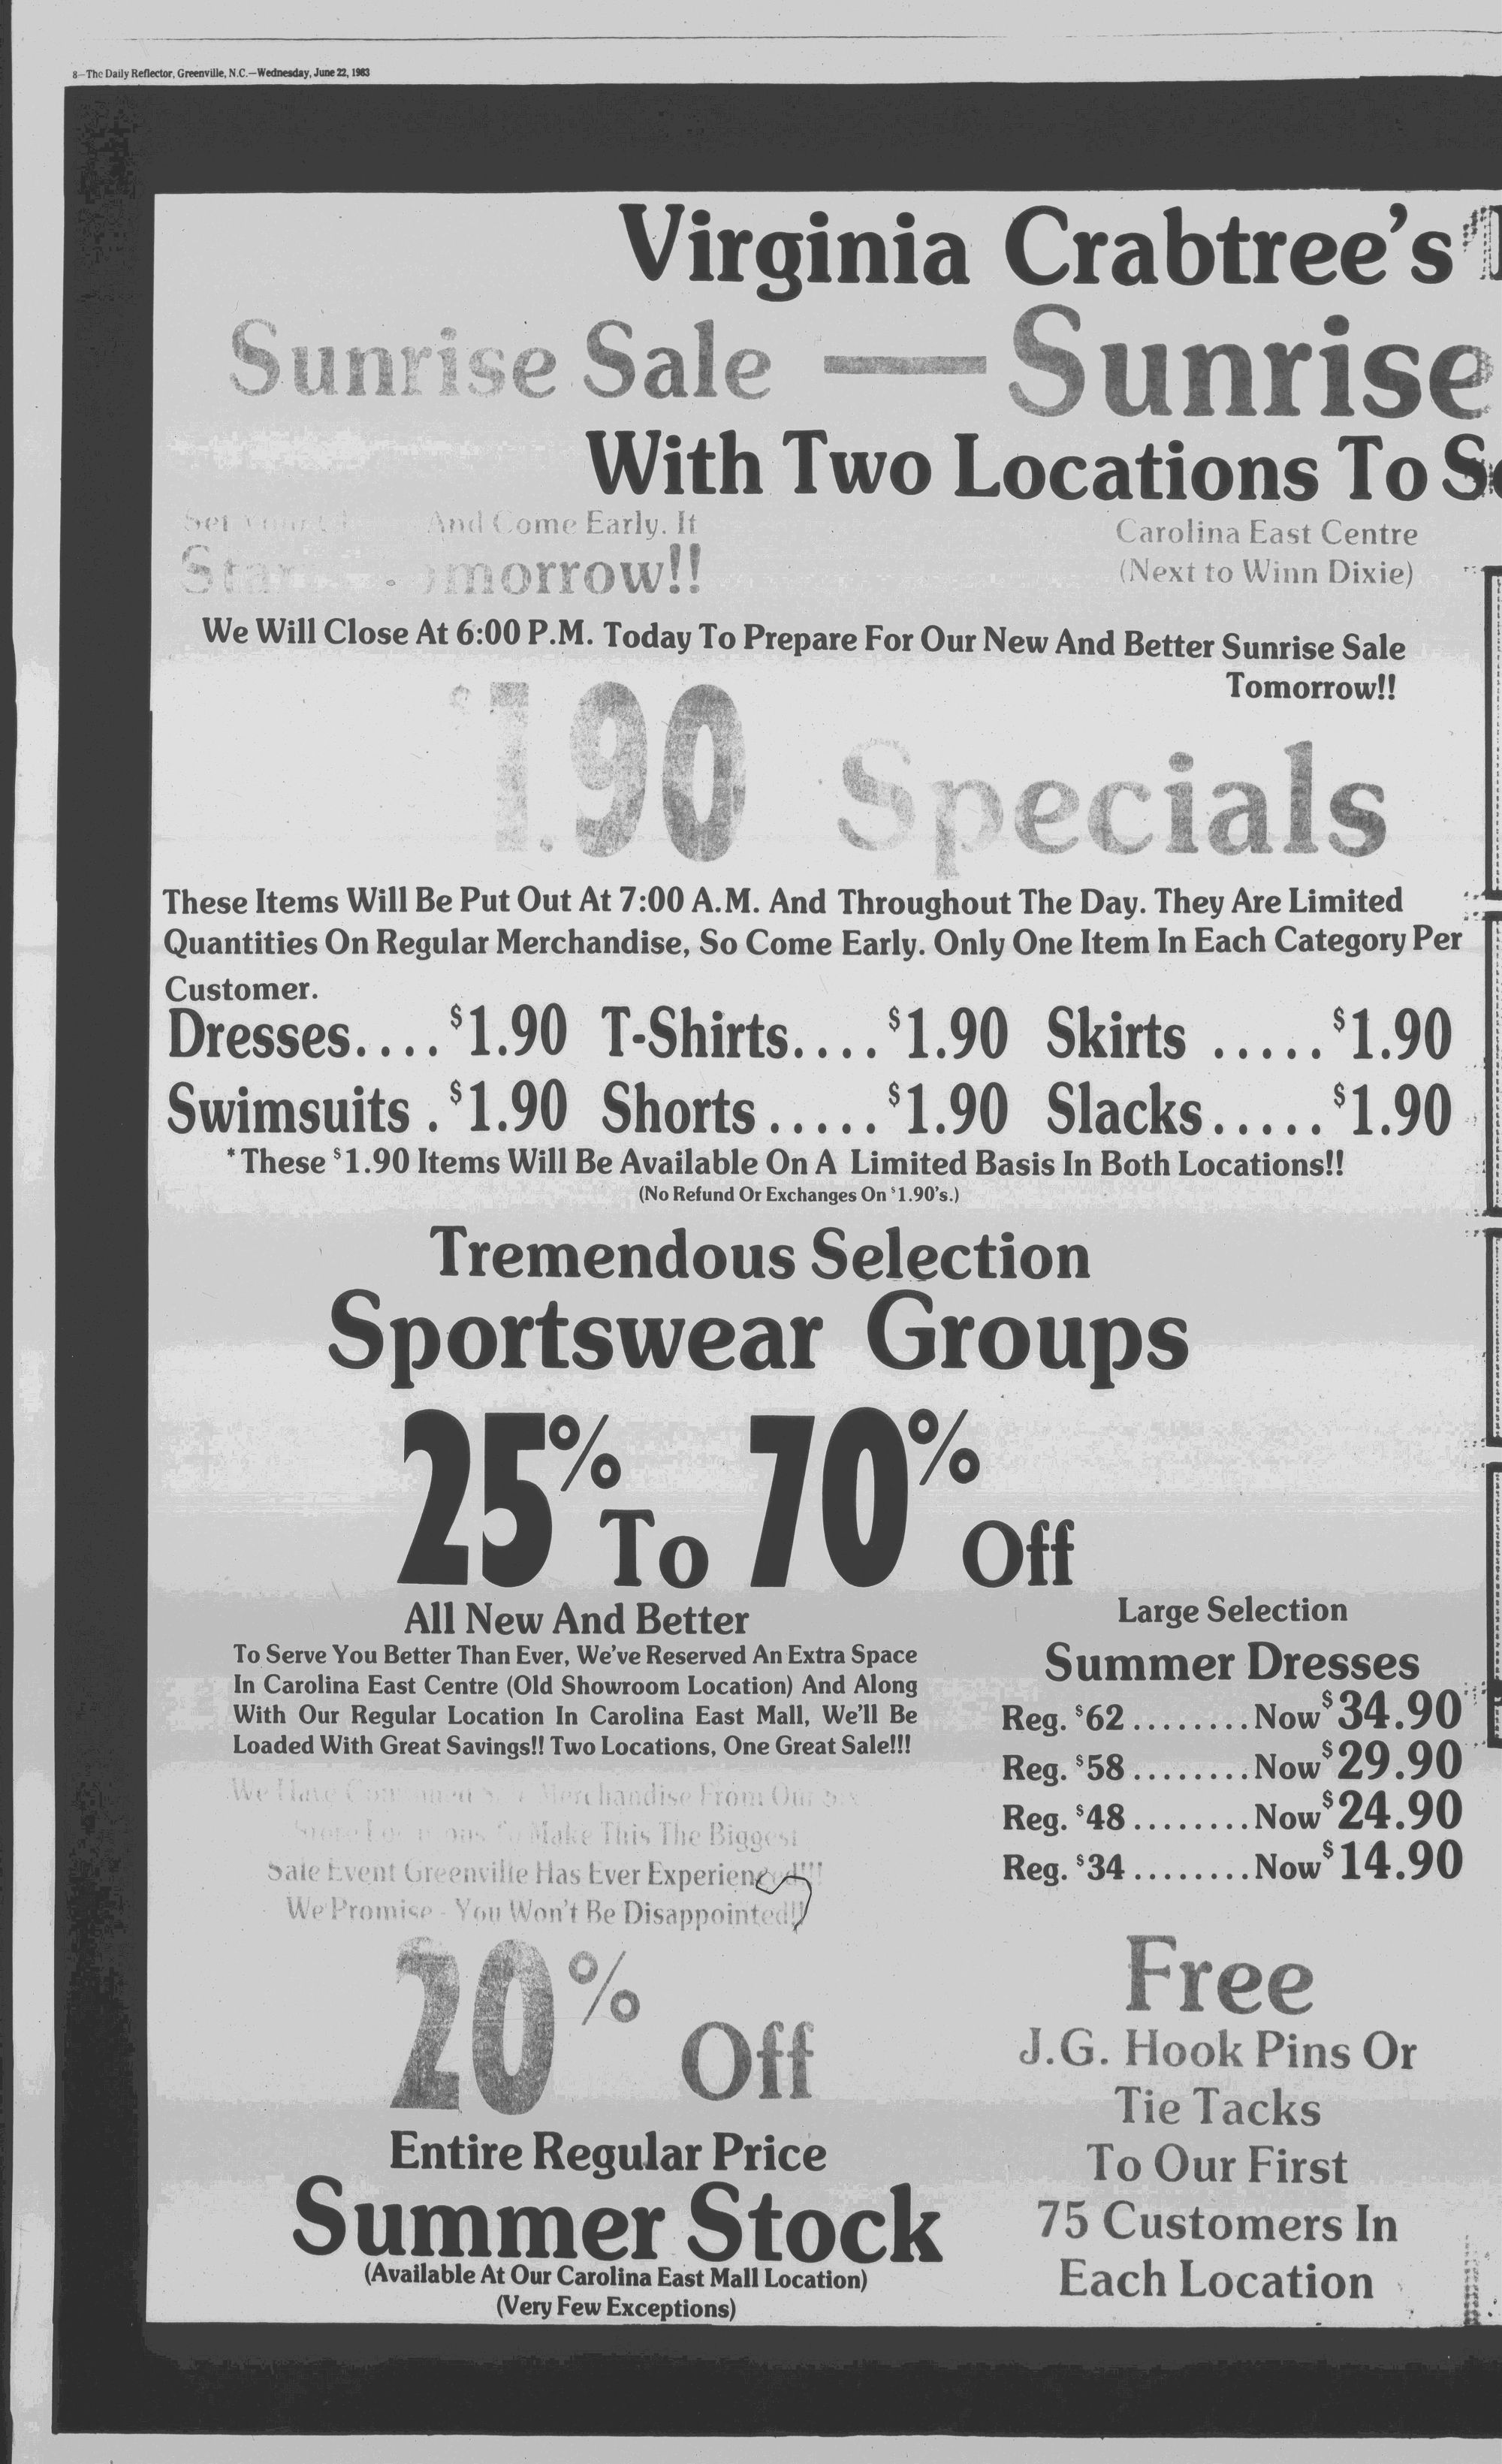 8—The Daily Reflector, Greenville, N.C.—Wednesday, June 22, 1983
Virginia Crabtree's
Sunrise Sale — Sunrise
With Two Locations To
And Come Early. It
Carolina East Centre
(Next to Winn Dixie)
We Will Close At 6:00 P.M. Today To Prepare For Our New And Better Sunrise Sale
Tomorrow!!
$1.90 Specials
These Items Will Be Put Out At 7:00 A.M. And Throughout The Day. They Are Limited
Quantities On Regular Merchandise, So Come Early. Only One Item In Each Category Per
Customer.
Dresses.... $1.90 T-Shirts.... $1.90 Skirts ..... $1.90
Swimsuits . $1.90 Shorts ..... $1.90 Slacks ..... $1.90
*These $1.90 Items Will Be Available On A Limited Basis In Both Locations!!
(No Refund Or Exchanges On $1.90's.)
Tremendous Selection
Sportswear Groups
25% To 70% Off
All New And Better
To Serve You Better Than Ever, We've Reserved An Extra Space
In Carolina East Centre (Old Showroom Location) And Along
With Our Regular Location In Carolina East Mall, We'll Be
Loaded With Great Savings!! Two Locations, One Great Sale!!!
We Have Merchandise From Our
Make This The Biggest
Sale Event Greenville Has Ever Experienced!!!
We Promise - You Won't Be Disappointed!!
20% Off
Entire Regular Price
Summer Stock
(Available At Our Carolina East Mall Location)
(Very Few Exceptions)
Large Selection
Summer Dresses
Reg. $62 ........ Now $34.90
Reg. $58 ........ Now $29.90
Reg. $48 ........ Now $24.90
Reg. $34 ........ Now $14.90
Free
J.G. Hook Pins Or
Tie Tacks
To Our First
75 Customers In
Each Location